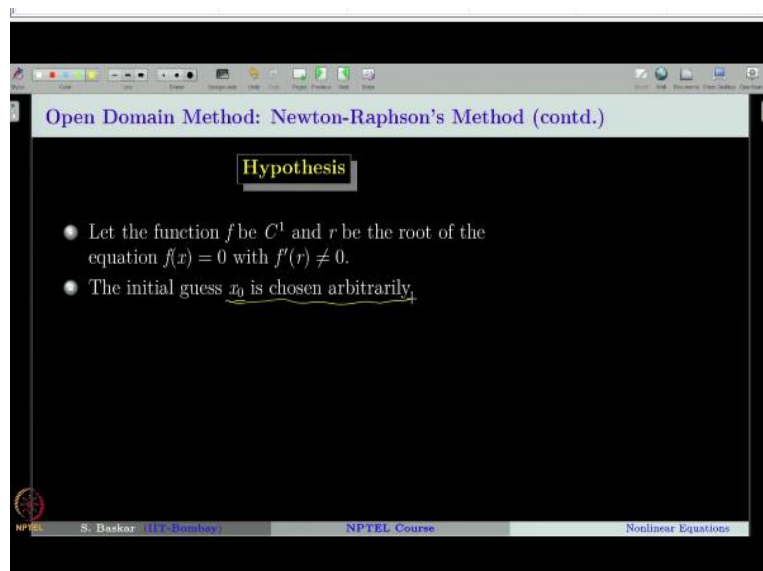 Open Domain Method: Newton-Raphson's Method (contd.)
Hypothesis
Let the function f be C¹ and r be the root of the
equation f(x) = 0 with f′(r) ≠ 0.
The initial guess x₀ is chosen arbitrarily
NPTEL
S. Baskar (IIT-Bombay) NPTEL Course Nonlinear Equations